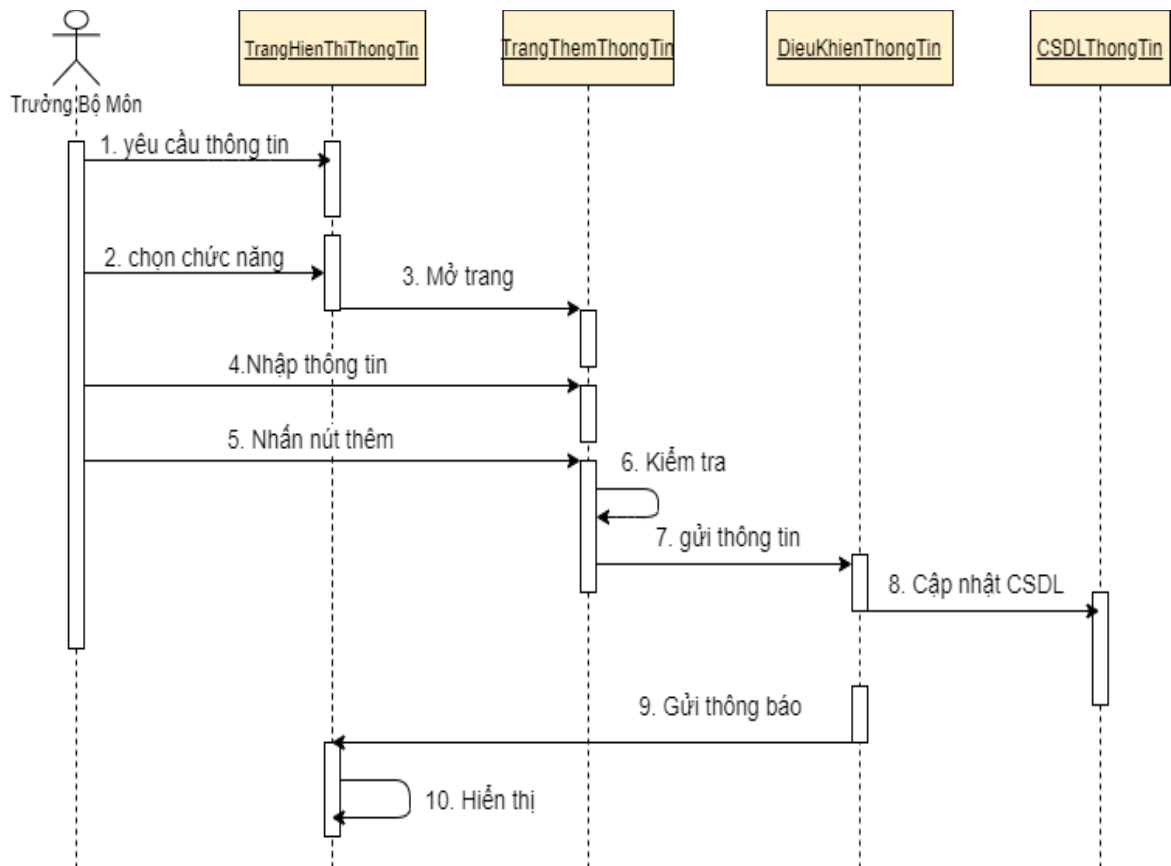 TrangHienThiThongTin
TrangThemThongTin
DieuKhienThongTin
CSDLThongTin
Trưởng Bộ Môn
1. yêu cầu thông tin
2. chọn chức năng
3. Mở trang
4.Nhập thông tin
5. Nhấn nút thêm
6. Kiểm tra
7. gửi thông tin
8. Cập nhật CSDL
9. Gửi thông báo
10. Hiển thị